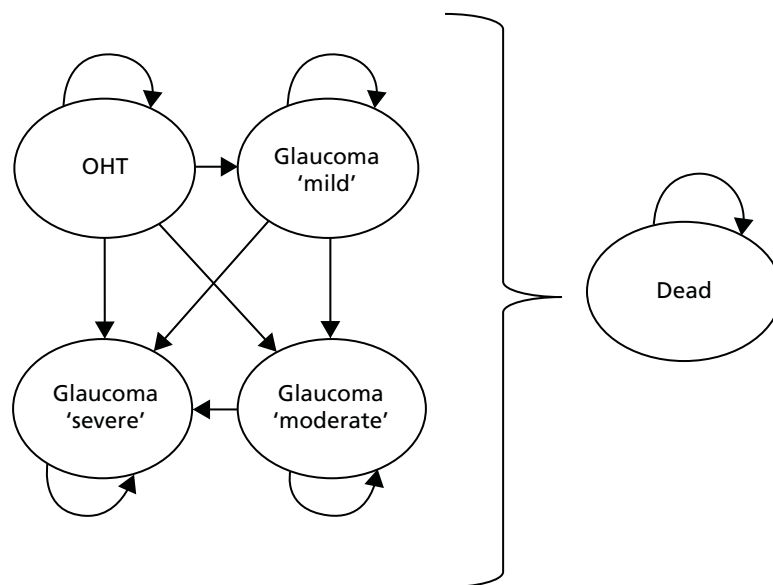 OHT
Glaucoma
‘mild’
Glaucoma
‘severe’
Glaucoma
‘moderate’
Dead